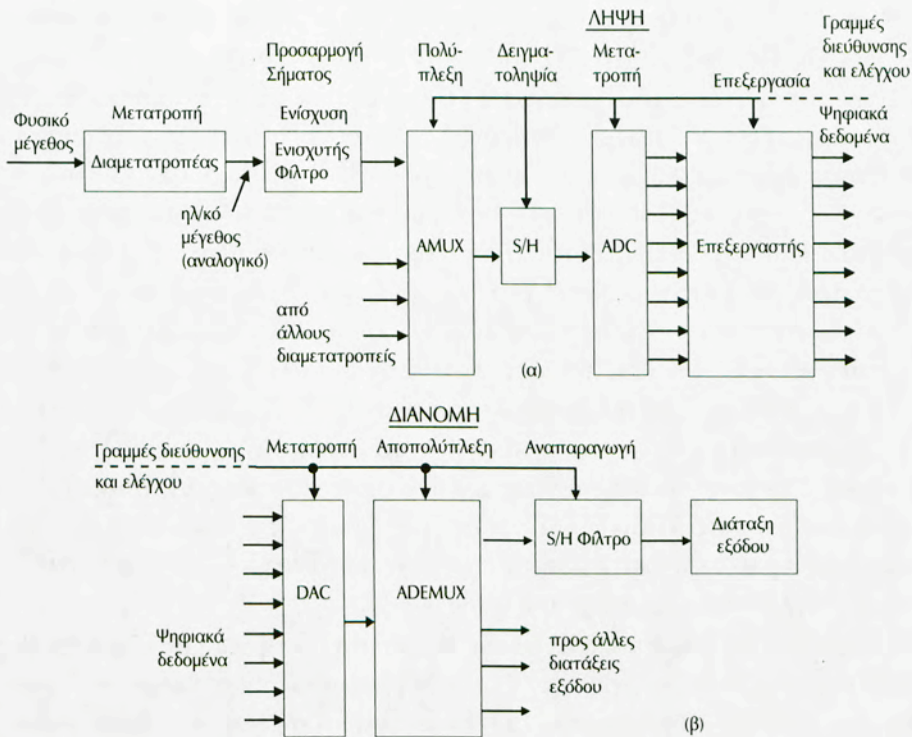 ΛΗΨΗ
Γραμμές
διεύθυνσης
και ελέγχου
Προσαρμογή
Σήματος
Πολύ-
πλεξη
Δειγμα-
τοληψία
Μετα-
τροπή
Επεξεργασία
Φυσικό
μέγεθος
Μετατροπή
Ενίσχυση
Ψηφιακά
δεδομένα
Διαμετατροπέας
Ενισχυτής
Φίλτρο
ηλ/κό
μέγεθος
(αναλογικό)
AMUX
S/H
ADC
Επεξεργαστής
από
άλλους
διαμετατροπείς
(α)
ΔΙΑΝΟΜΗ
Γραμμές διεύθυνσης
και ελέγχου
Μετατροπή
Αποπολύπλεξη
Αναπαραγωγή
S/H Φίλτρο
Διάταξη
εξόδου
DAC
ADEMUX
Ψηφιακά
δεδομένα
προς άλλες
διατάξεις
εξόδου
(β)